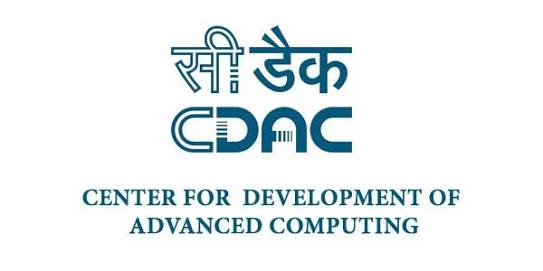 सी डैक
CDAC
CENTER FOR DEVELOPMENT OF
ADVANCED COMPUTING